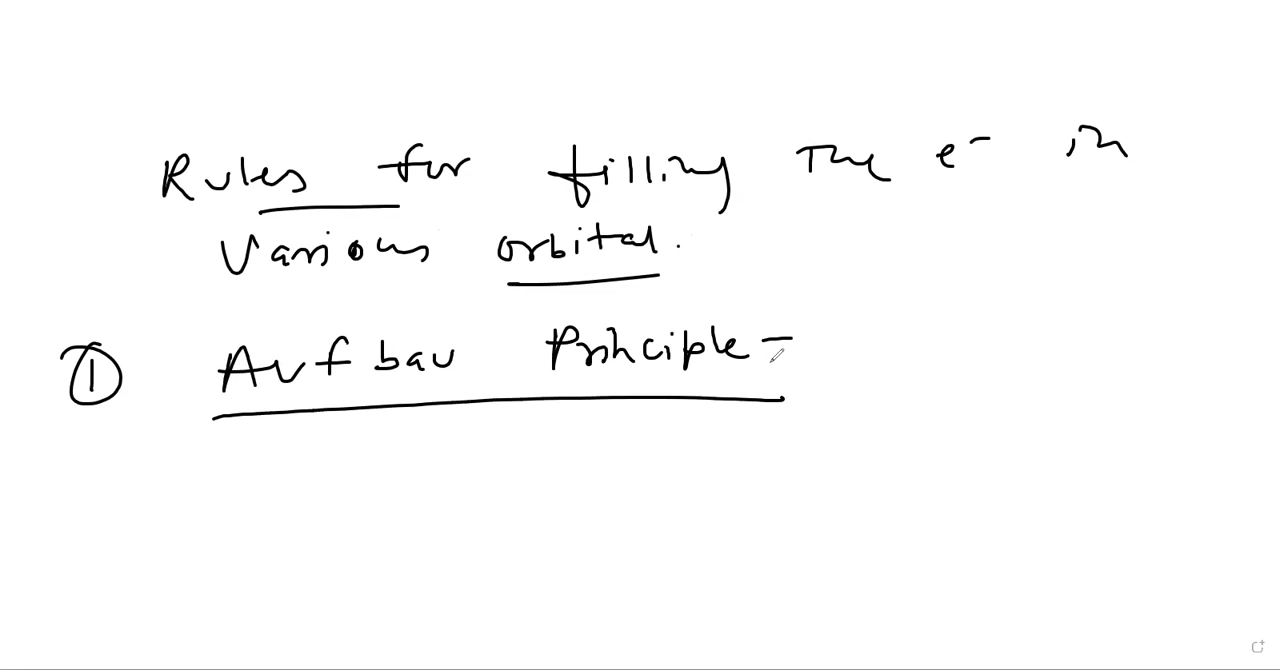 Rules for filling The e⁻ in
Various orbital.
① Aufbau Principle -